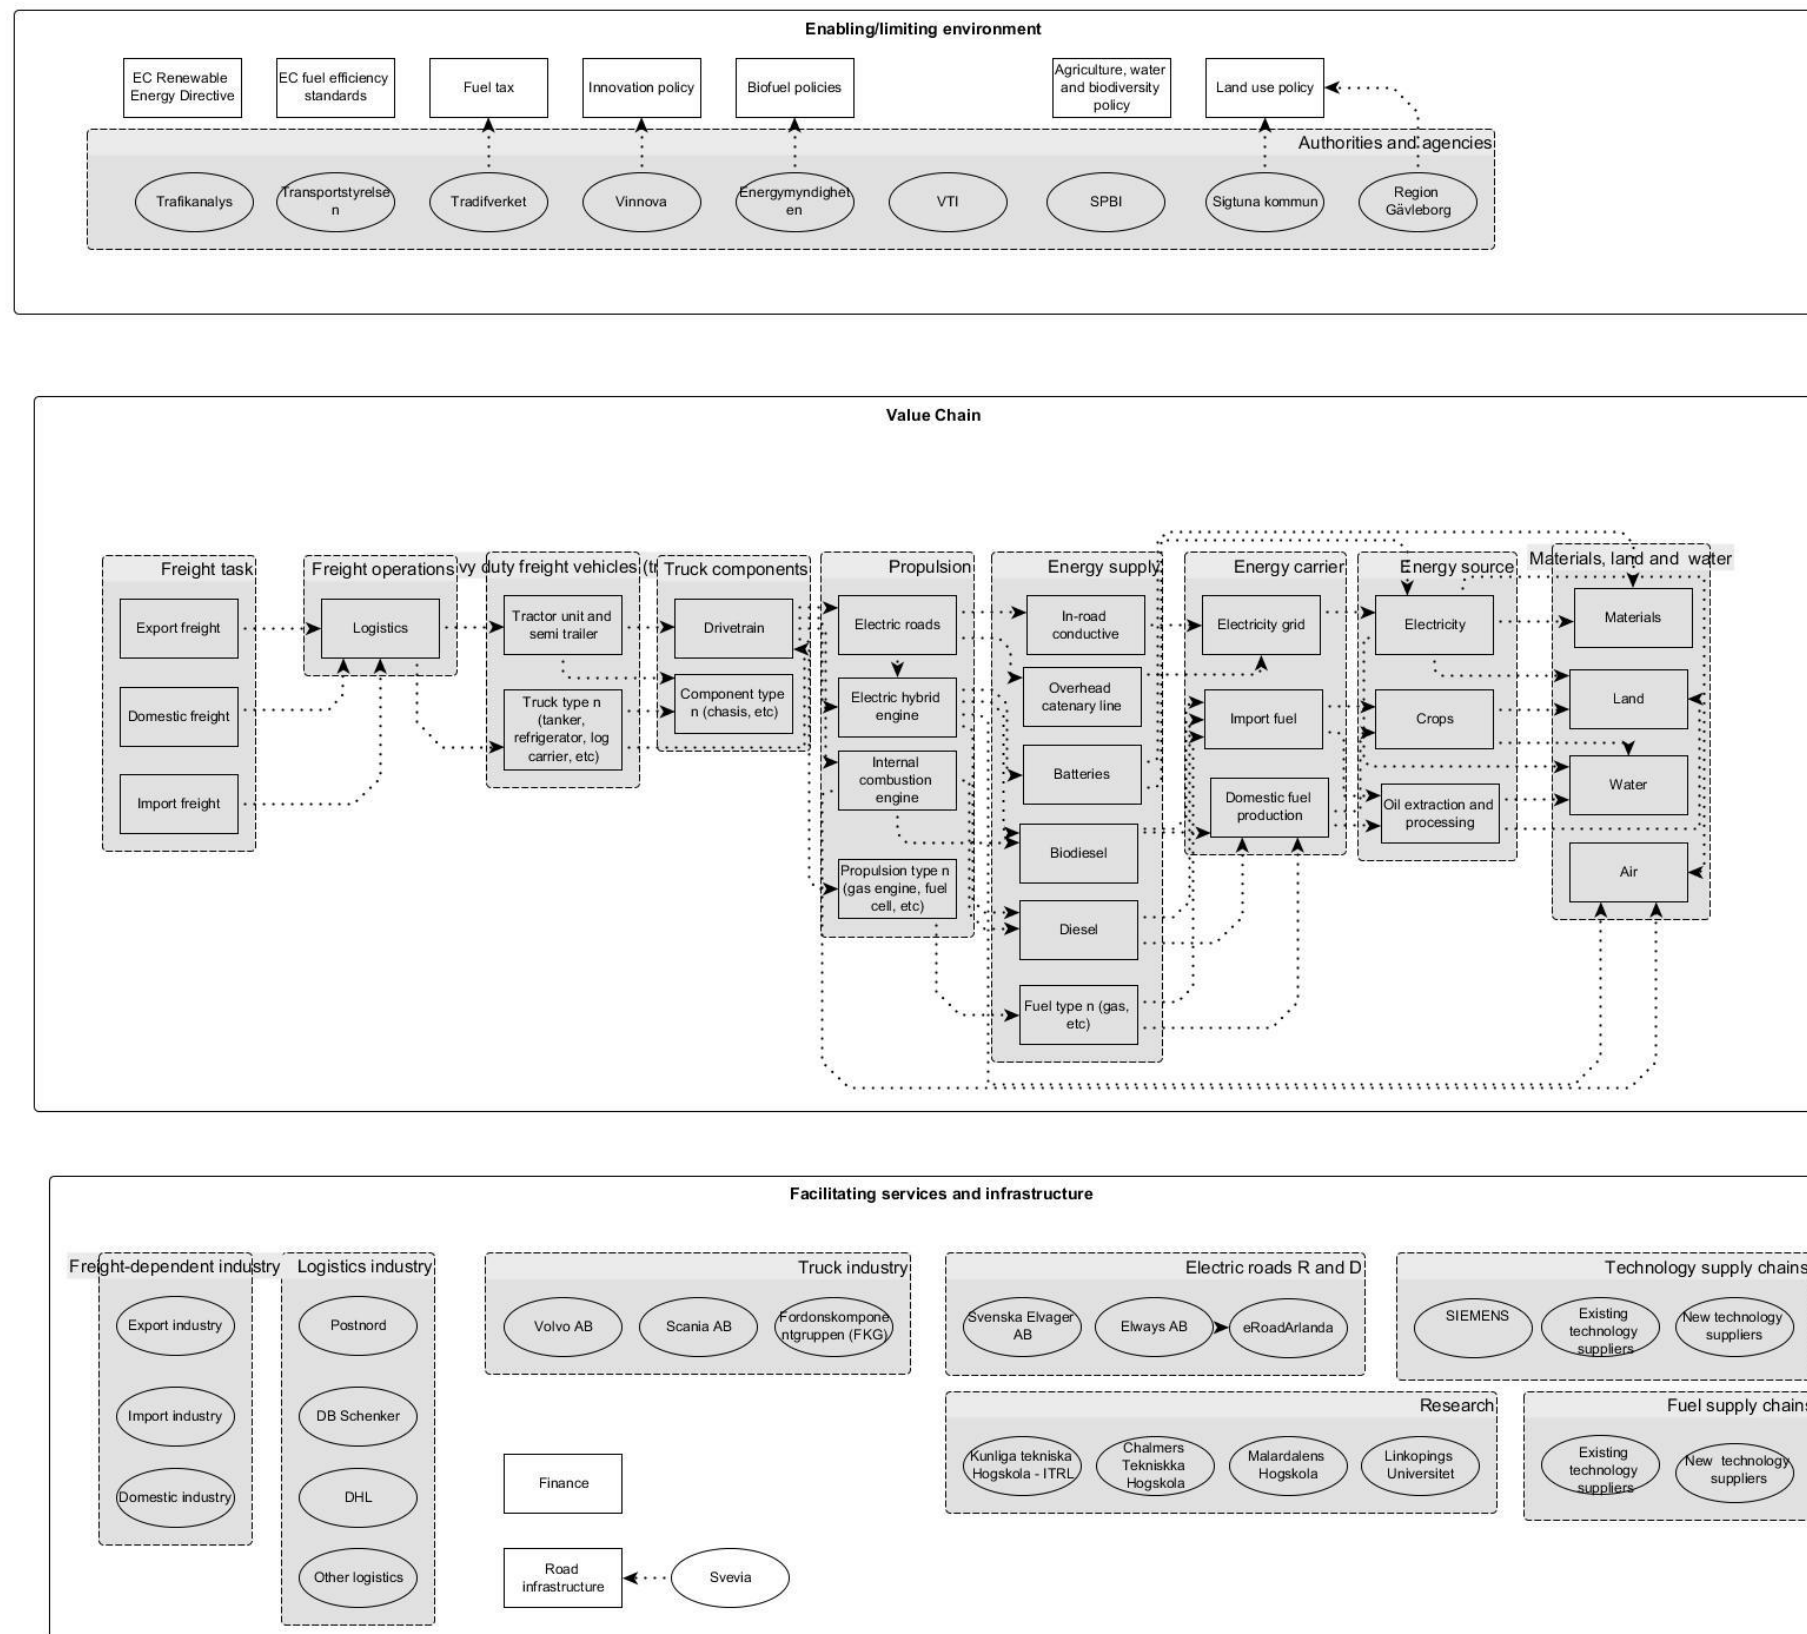 Enabling/limiting environment
EC Renewable
Energy Directive
EC fuel efficiency
standards
Fuel tax
Innovation policy
Biofuel policies
Agriculture, water
and biodiversity
policy
Land use policy
Authorities and agencies
Trafikanalys
Transportstyrelse
n
Tradifverket
Vinnova
Energymyndighet
en
VTI
SPBI
Sigtuna kommun
Region
Gävleborg
Value Chain
Freight task
Export freight
Domestic freight
Import freight
Freight operations
Logistics
vy duty freight vehicles (tr
Tractor unit and
semi trailer
Truck type n
(tanker,
refrigerator, log
carrier, etc)
Truck components
Drivetrain
Component type
n (chasis, etc)
Propulsion
Electric roads
Electric hybrid
engine
Internal
combustion
engine
Propulsion type n
(gas engine, fuel
cell, etc)
Energy supply
In-road
conductive
Overhead
catenary line
Batteries
Biodiesel
Diesel
Fuel type n (gas,
etc)
Energy carrier
Electricity grid
Import fuel
Domestic fuel
production
Energy source
Electricity
Crops
Oil extraction and
processing
Materials, land and water
Materials
Land
Water
Air
Facilitating services and infrastructure
Freight-dependent industry
Export industry
Import industry
Domestic industry
Logistics industry
Postnord
DB Schenker
DHL
Other logistics
Truck industry
Volvo AB
Scania AB
Fordonskompone
ntgruppen (FKG)
Finance
Road
infrastructure
Svevia
Electric roads R and D
Svenska Elvager
AB
Elways AB
eRoadArlanda
Technology supply chains
SIEMENS
Existing
technology
suppliers
New technology
suppliers
Research
Kunliga tekniska
Hogskola - ITRL
Chalmers
Tekniskka
Hogskola
Malardalens
Hogskola
Linkopings
Universitet
Fuel supply chains
Existing
technology
suppliers
New technology
suppliers